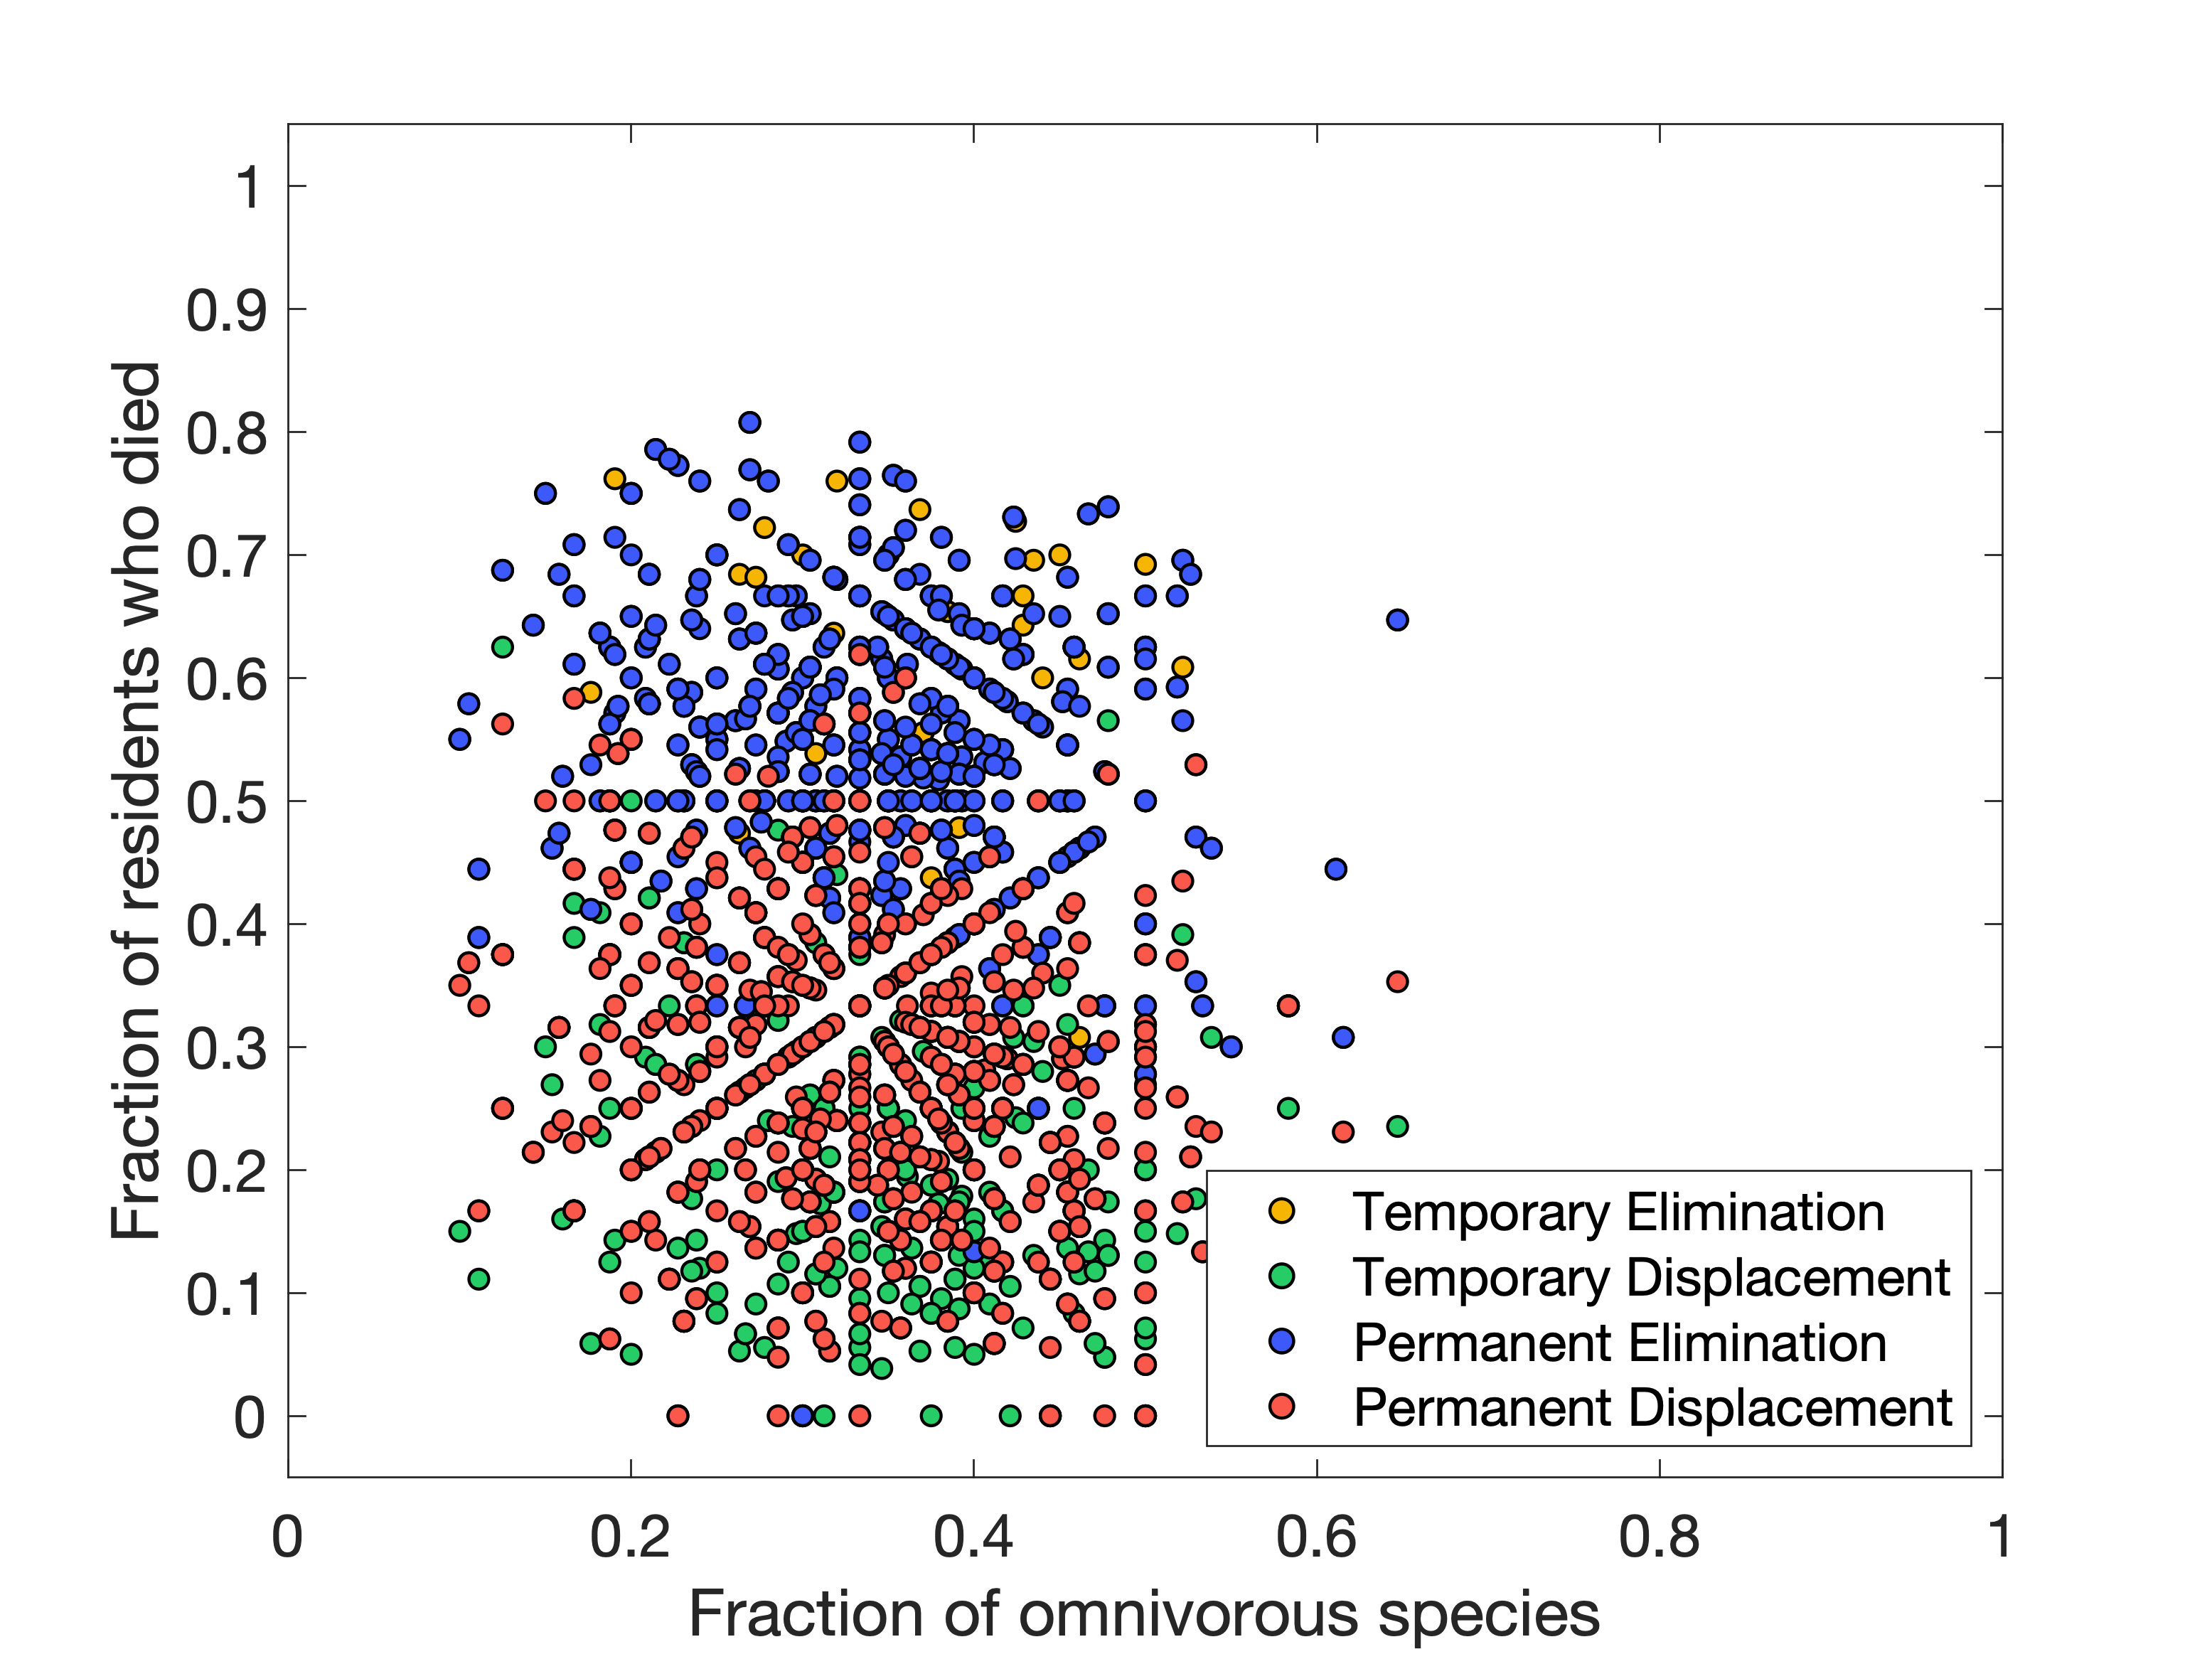 1
0.9
0.8
0.7
0.6
0.5
0.4
0.3
0.2
0.1
0
Fraction of residents who died
Temporary Elimination
Temporary Displacement
Permanent Elimination
Permanent Displacement
0 0.2 0.4 0.6 0.8 1
Fraction of omnivorous species